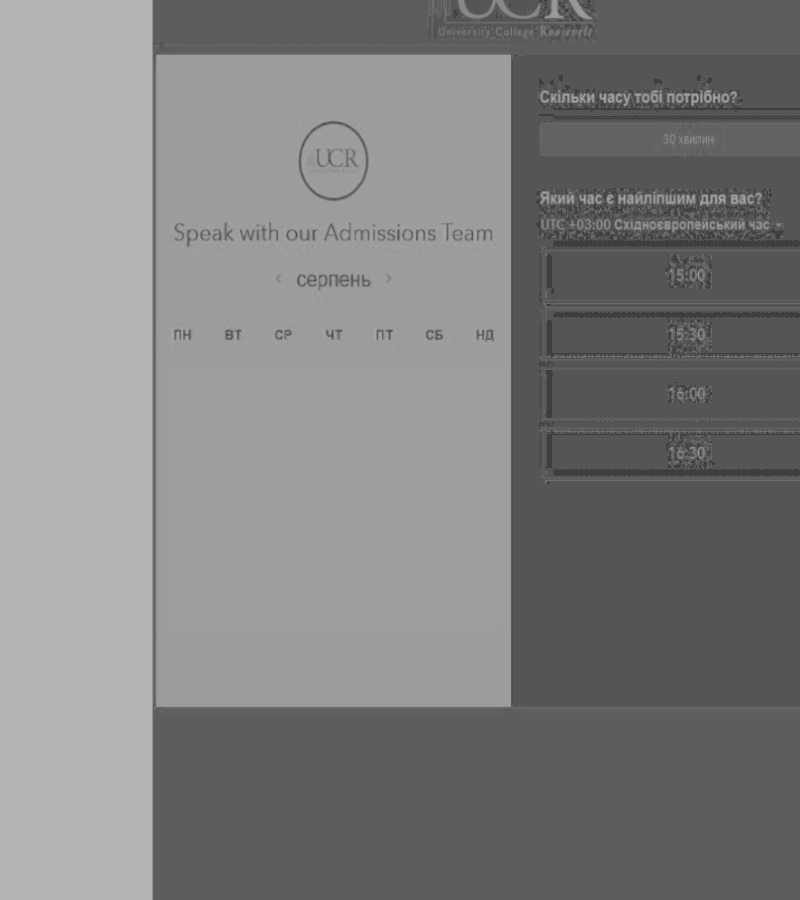 UCR
University College Roosevelt
UCR
Speak with our Admissions Team
‹ серпень ›
ПН ВТ СР ЧТ ПТ СБ НД
Скільки часу тобі потрібно?
30 хвилин
Який час є найліпшим для вас?
UTC +03:00 Східноєвропейський час
15:00
15:30
16:00
16:30